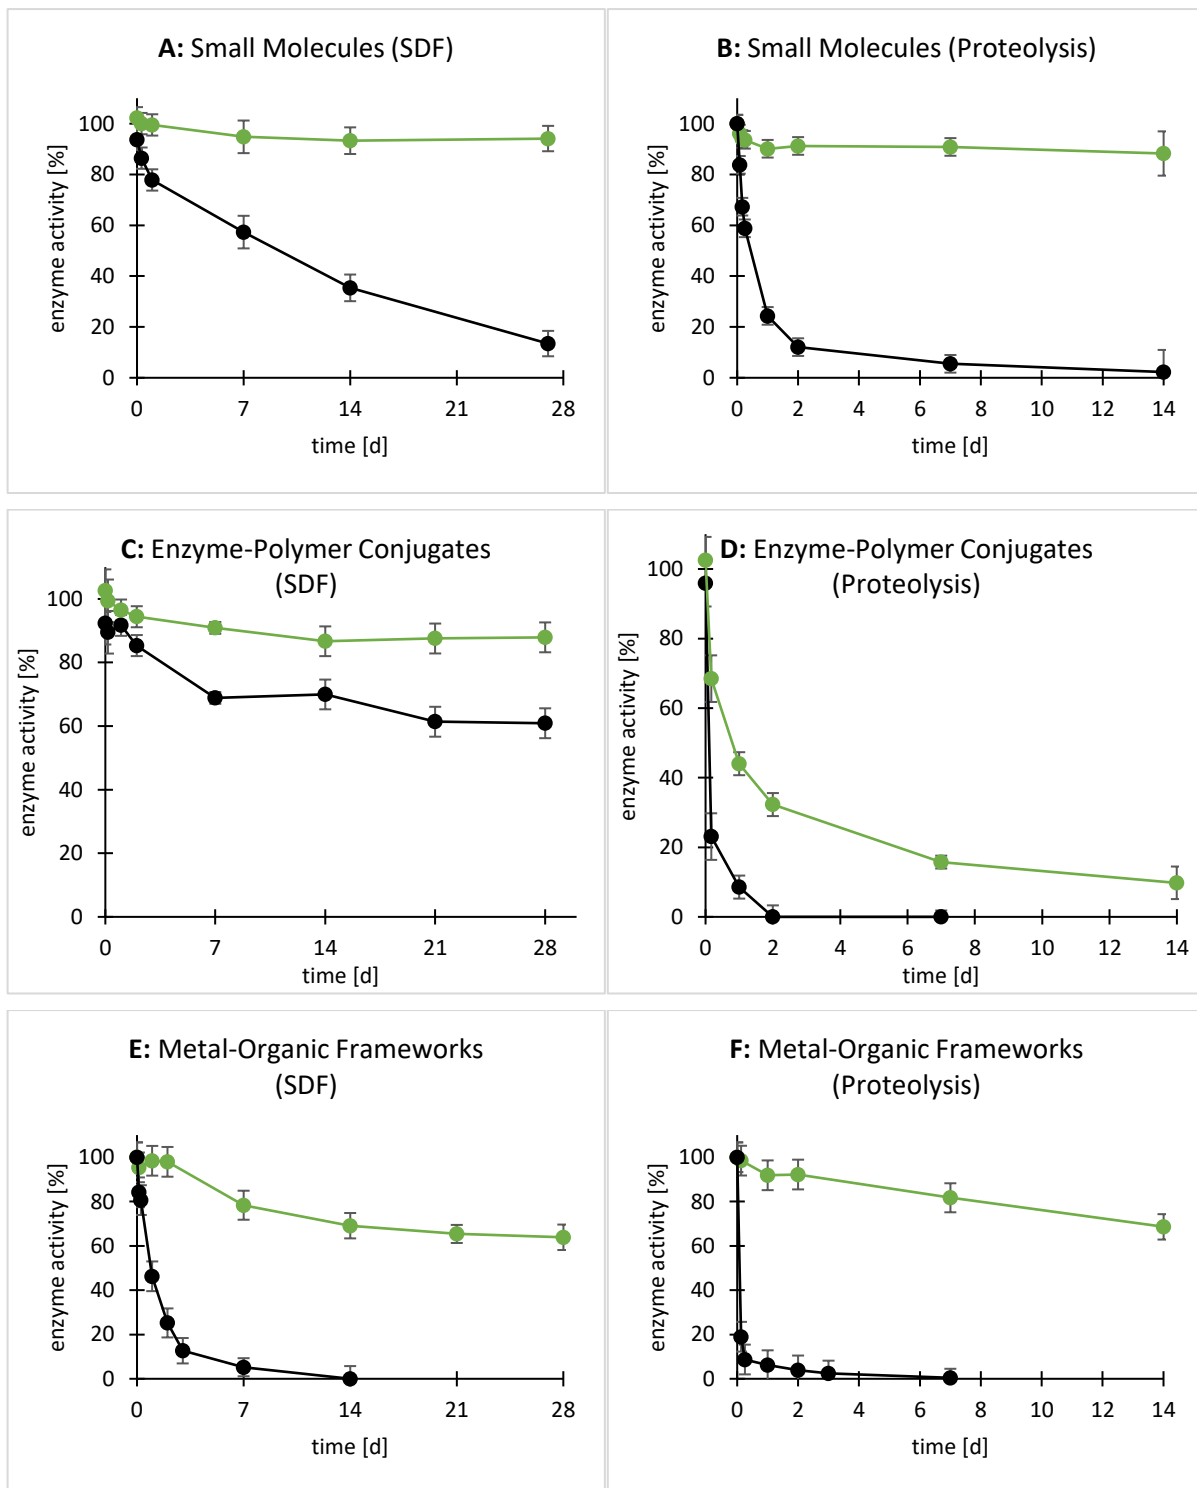 A: Small Molecules (SDF)
100
80
60
40
20
0
enzyme activity [%]
0 7 14 21 28
time [d]
B: Small Molecules (Proteolysis)
100
80
60
40
20
0
enzyme activity [%]
0 2 4 6 8 10 12 14
time [d]
C: Enzyme-Polymer Conjugates
(SDF)
100
80
60
40
20
0
enzyme activity [%]
0 7 14 21 28
time [d]
D: Enzyme-Polymer Conjugates
(Proteolysis)
100
80
60
40
20
0
enzyme activity [%]
0 2 4 6 8 10 12 14
time [d]
E: Metal-Organic Frameworks
(SDF)
100
80
60
40
20
0
enzyme activity [%]
0 7 14 21 28
time [d]
F: Metal-Organic Frameworks
(Proteolysis)
100
80
60
40
20
0
enzyme activity [%]
0 2 4 6 8 10 12 14
time [d]